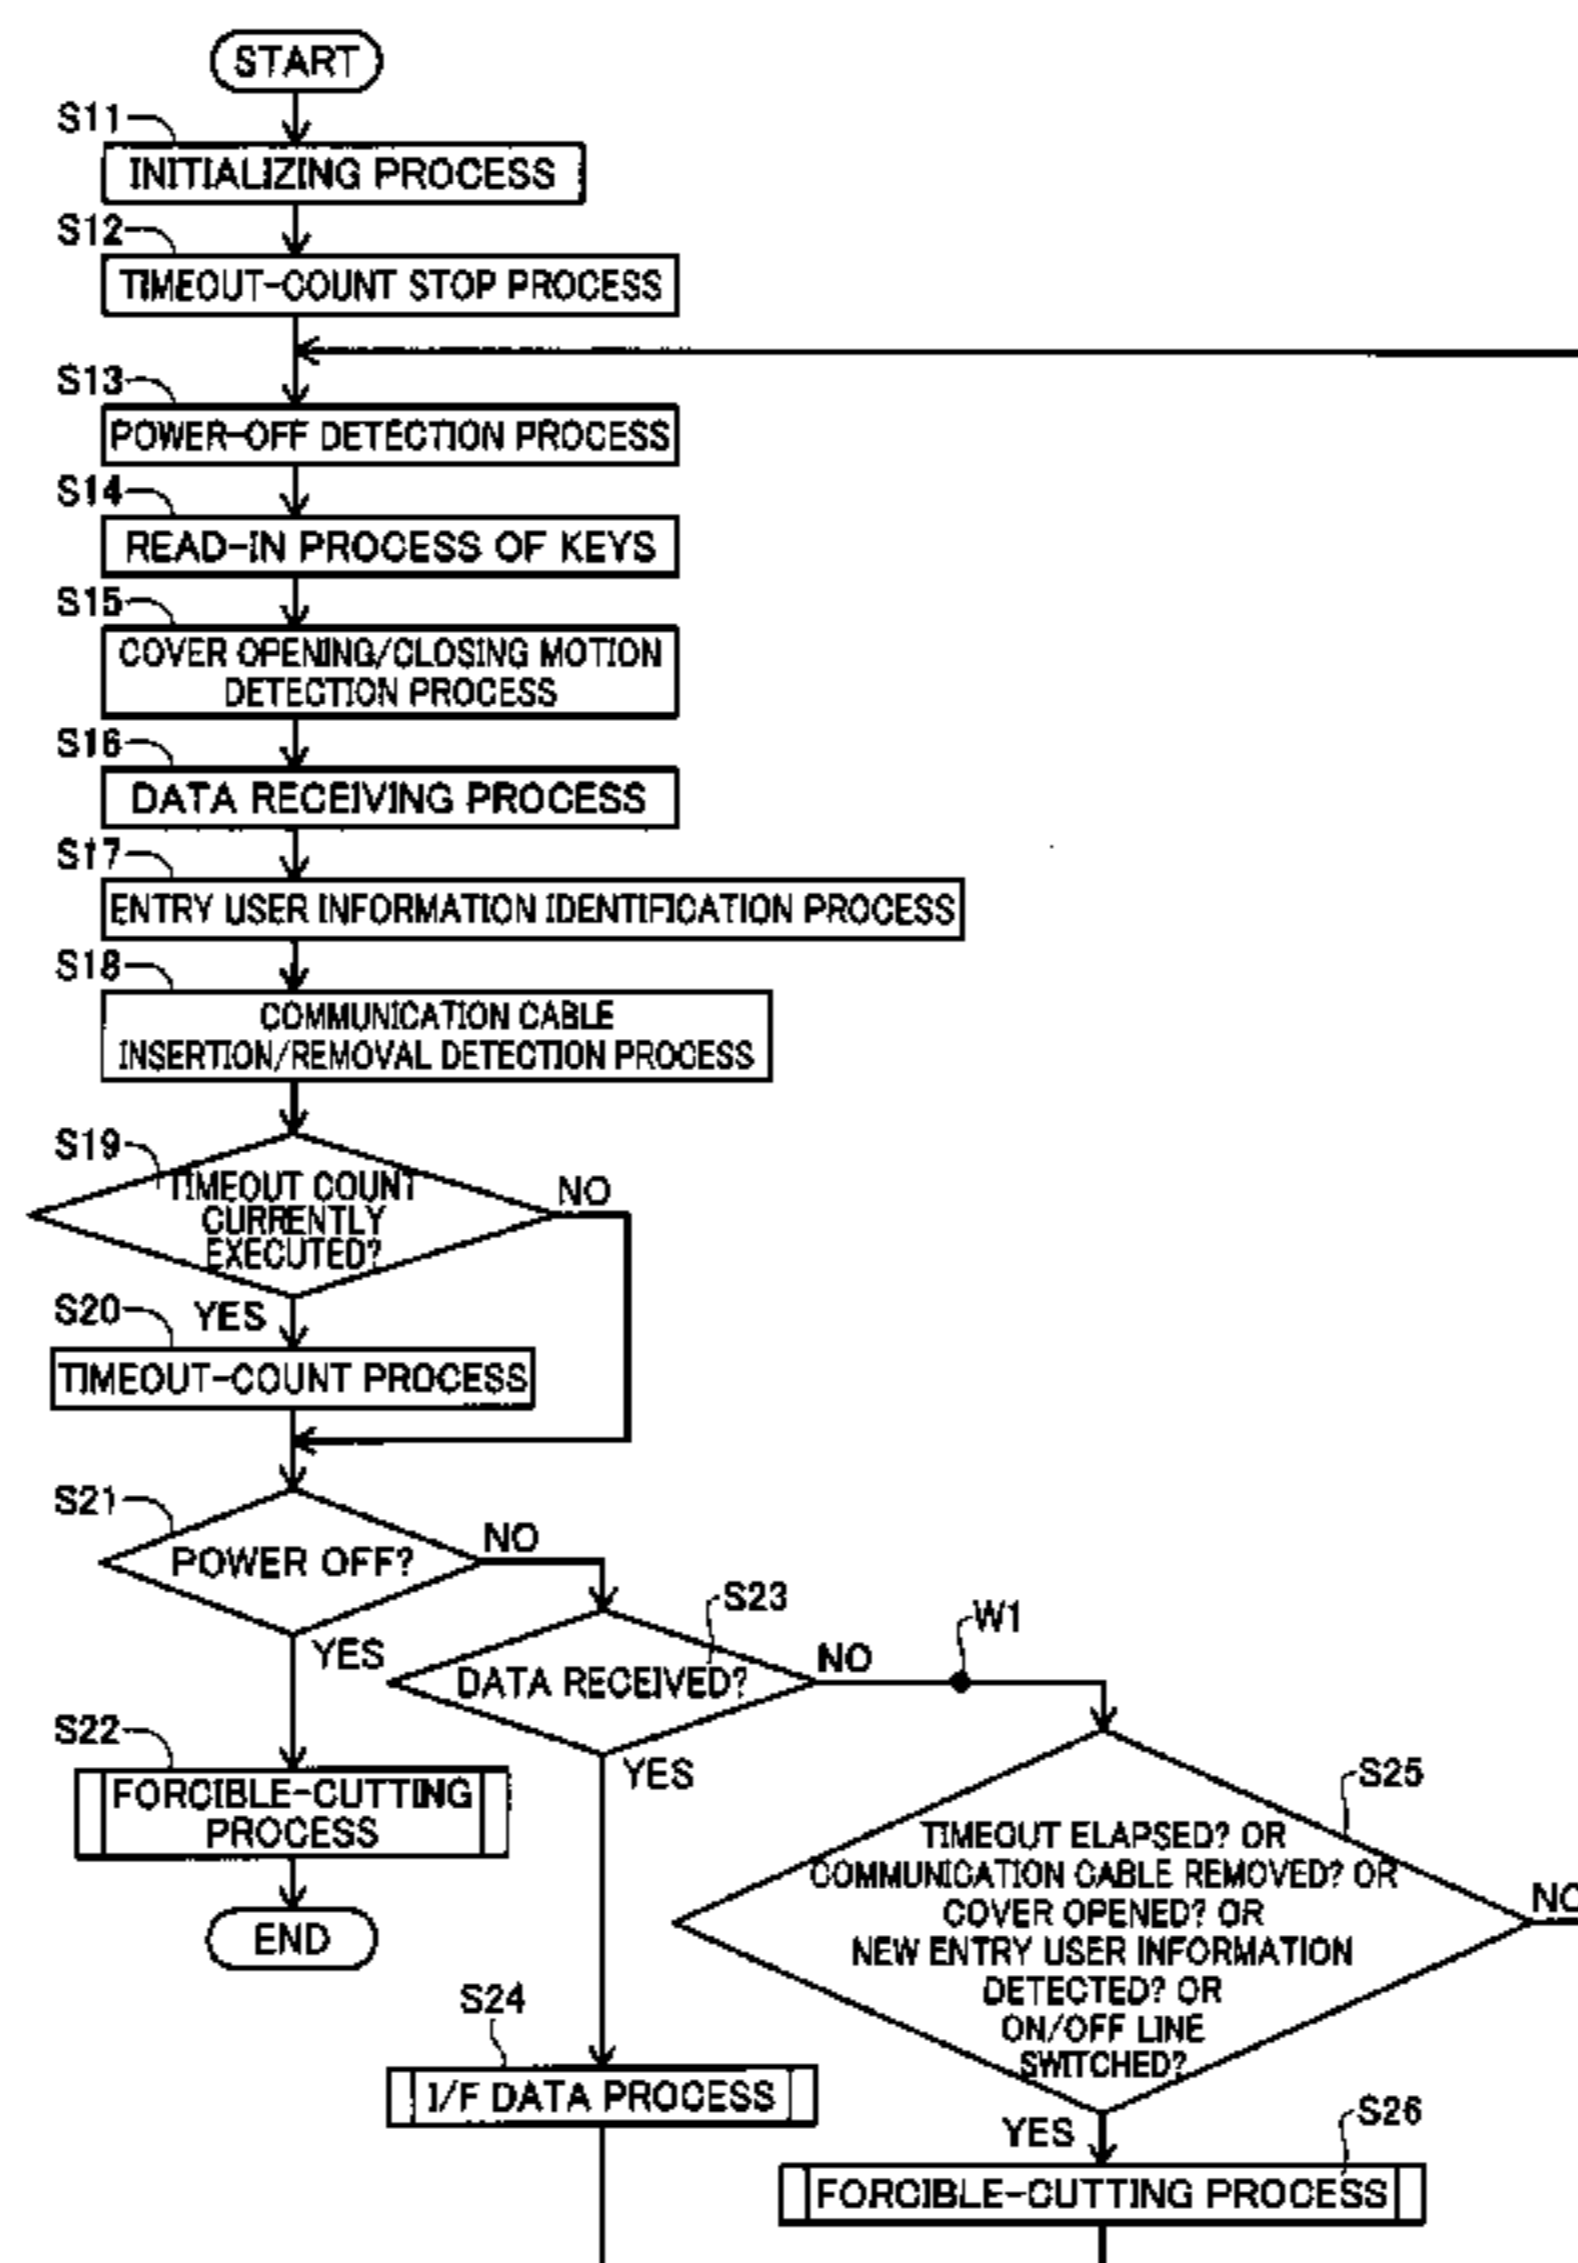 START
S11
INITIALIZING PROCESS
S12
TIMEOUT-COUNT STOP PROCESS
S13
POWER-OFF DETECTION PROCESS
S14
READ-IN PROCESS OF KEYS
S15
COVER OPENING/CLOSING MOTION
DETECTION PROCESS
S16
DATA RECEIVING PROCESS
S17
ENTRY USER INFORMATION IDENTIFICATION PROCESS
S18
COMMUNICATION CABLE
INSERTION/REMOVAL DETECTION PROCESS
S19
TIMEOUT COUNT
CURRENTLY
EXECUTED?
NO
YES
S20
TIMEOUT-COUNT PROCESS
S21
POWER OFF?
NO
YES
S23
DATA RECEIVED?
NO
W1
YES
S22
FORCIBLE-CUTTING
PROCESS
END
S25
TIMEOUT ELAPSED? OR
COMMUNICATION CABLE REMOVED? OR
COVER OPENED? OR
NEW ENTRY USER INFORMATION
DETECTED? OR
ON/OFF LINE
SWITCHED?
NO
YES
S24
I/F DATA PROCESS
S26
FORCIBLE-CUTTING PROCESS